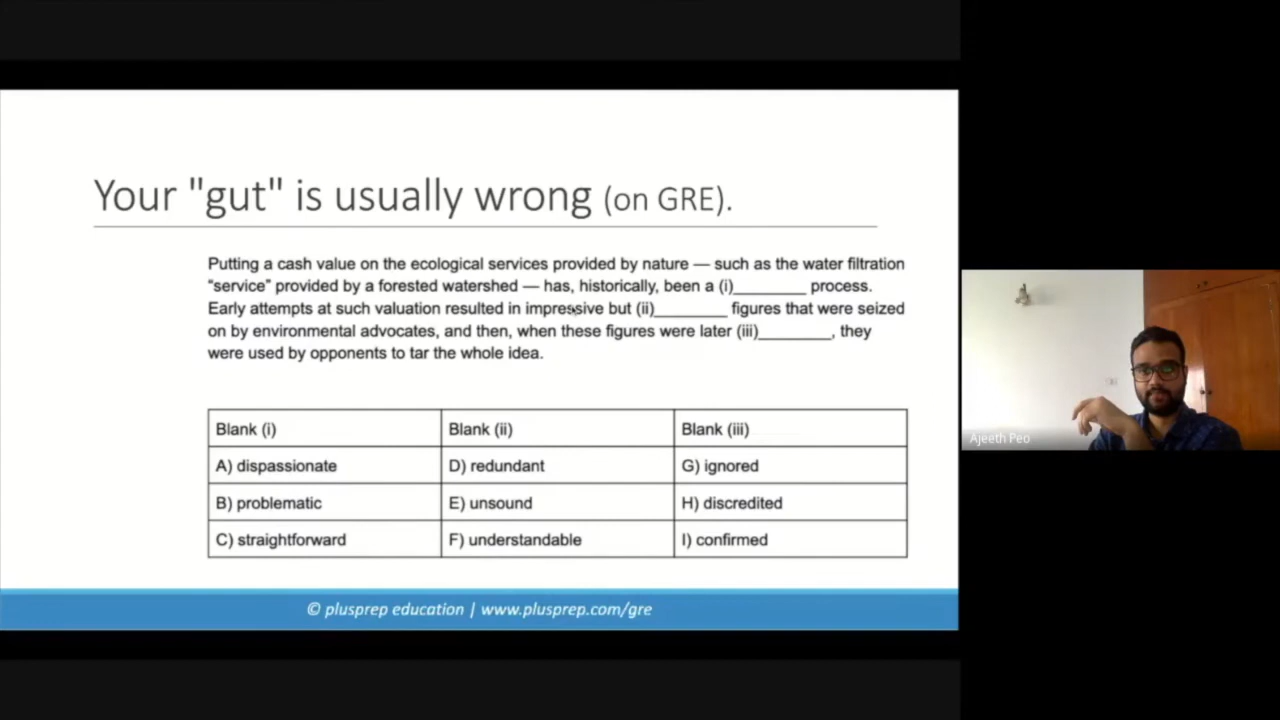 Your "gut" is usually wrong (on GRE).
Putting a cash value on the ecological services provided by nature — such as the water filtration
“service” provided by a forested watershed — has, historically, been a (i)________ process.
Early attempts at such valuation resulted in impressive but (ii)________ figures that were seized
on by environmental advocates, and then, when these figures were later (iii)________, they
were used by opponents to tar the whole idea.
Blank (i) Blank (ii) Blank (iii)
A) dispassionate D) redundant G) ignored
B) problematic E) unsound H) discredited
C) straightforward F) understandable I) confirmed
© plusprep education | www.plusprep.com/gre
Ajeeth Peo